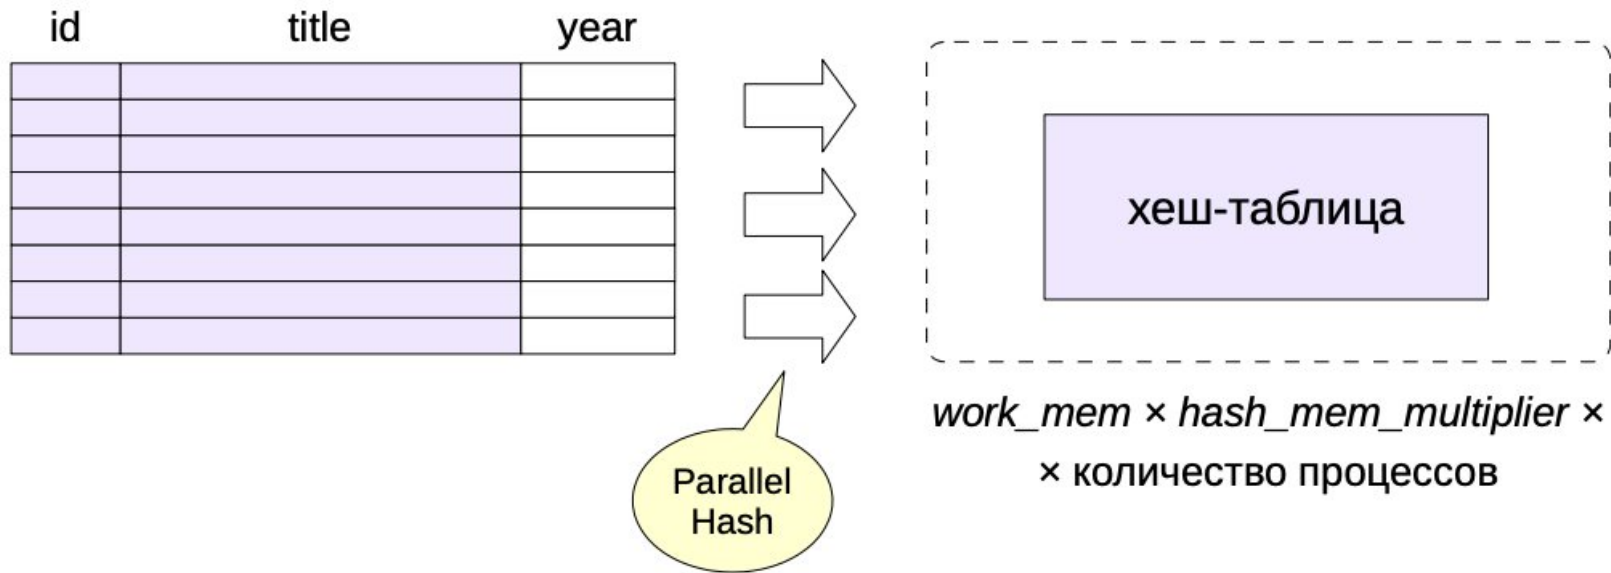 id title year
хеш-таблица
work_mem × hash_mem_multiplier ×
× количество процессов
Parallel
Hash